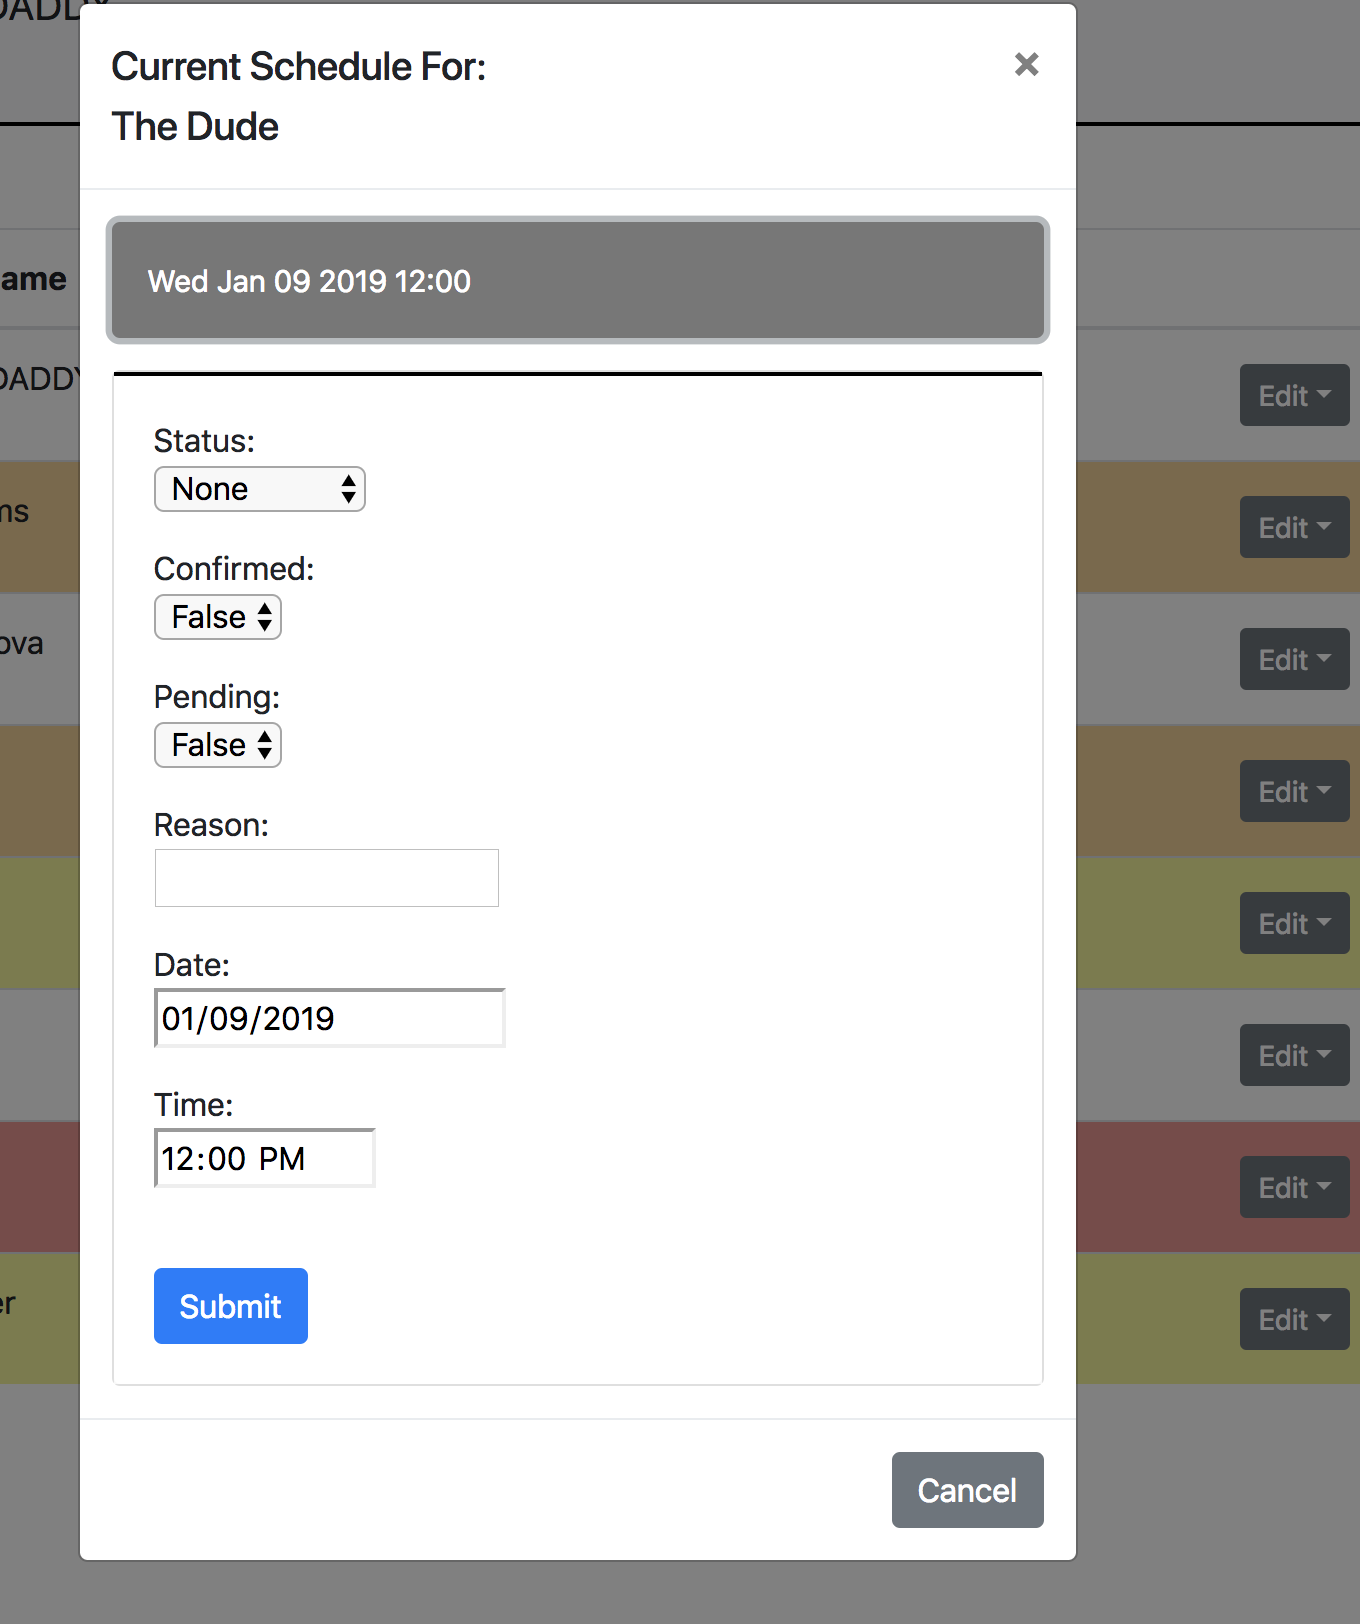 Current Schedule For:
×
The Dude
Wed Jan 09 2019 12:00
ame
DADDY
Edit
Status:
None
ms
Edit
Confirmed:
False
ova
Edit
Pending:
False
Edit
Reason:
Edit
Date:
01/09/2019
Edit
Time:
12:00 PM
Edit
Submit
er
Edit
Cancel